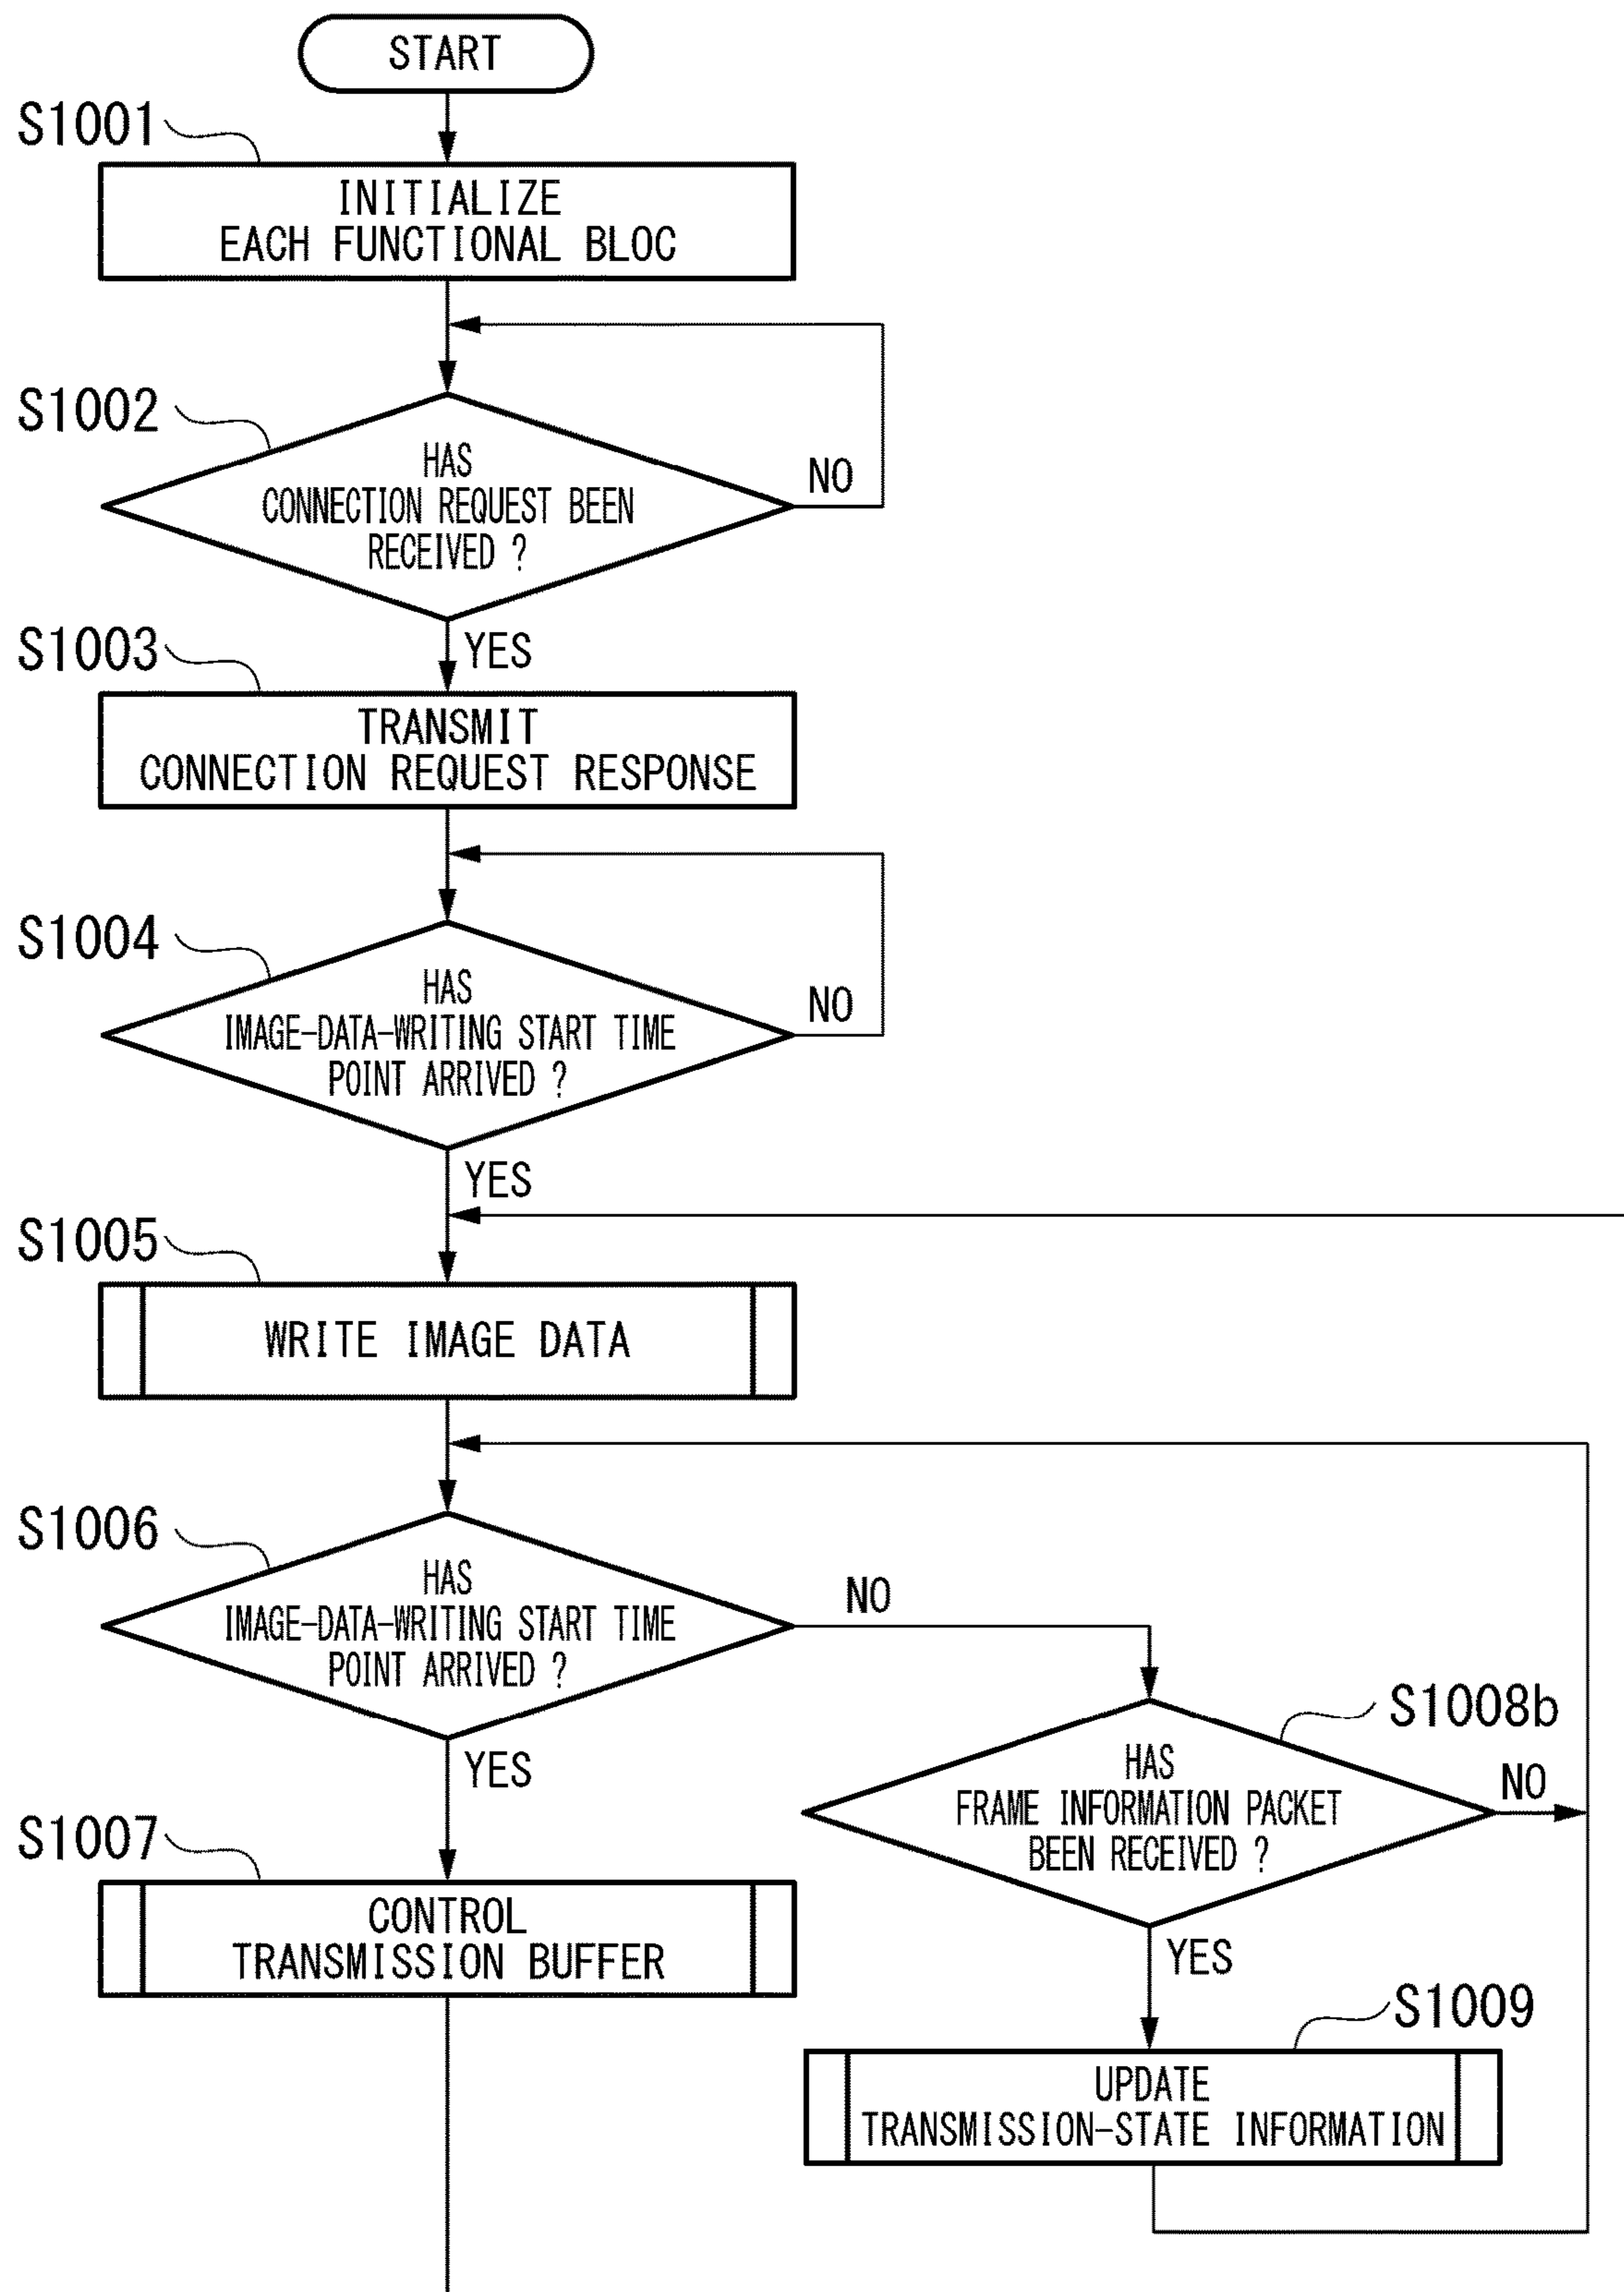 START
S1001
INITIALIZE
EACH FUNCTIONAL BLOC
S1002
HAS
CONNECTION REQUEST BEEN
RECEIVED ?
NO
YES
S1003
TRANSMIT
CONNECTION REQUEST RESPONSE
S1004
HAS
IMAGE-DATA-WRITING START TIME
POINT ARRIVED ?
NO
YES
S1005
WRITE IMAGE DATA
S1006
HAS
IMAGE-DATA-WRITING START TIME
POINT ARRIVED ?
NO
YES
S1008b
HAS
FRAME INFORMATION PACKET
BEEN RECEIVED ?
NO
YES
S1007
CONTROL
TRANSMISSION BUFFER
S1009
UPDATE
TRANSMISSION-STATE INFORMATION